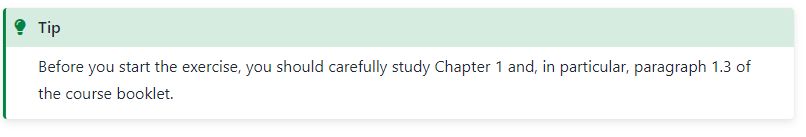 Tip
Before you start the exercise, you should carefully study Chapter 1 and, in particular, paragraph 1.3 of
the course booklet.